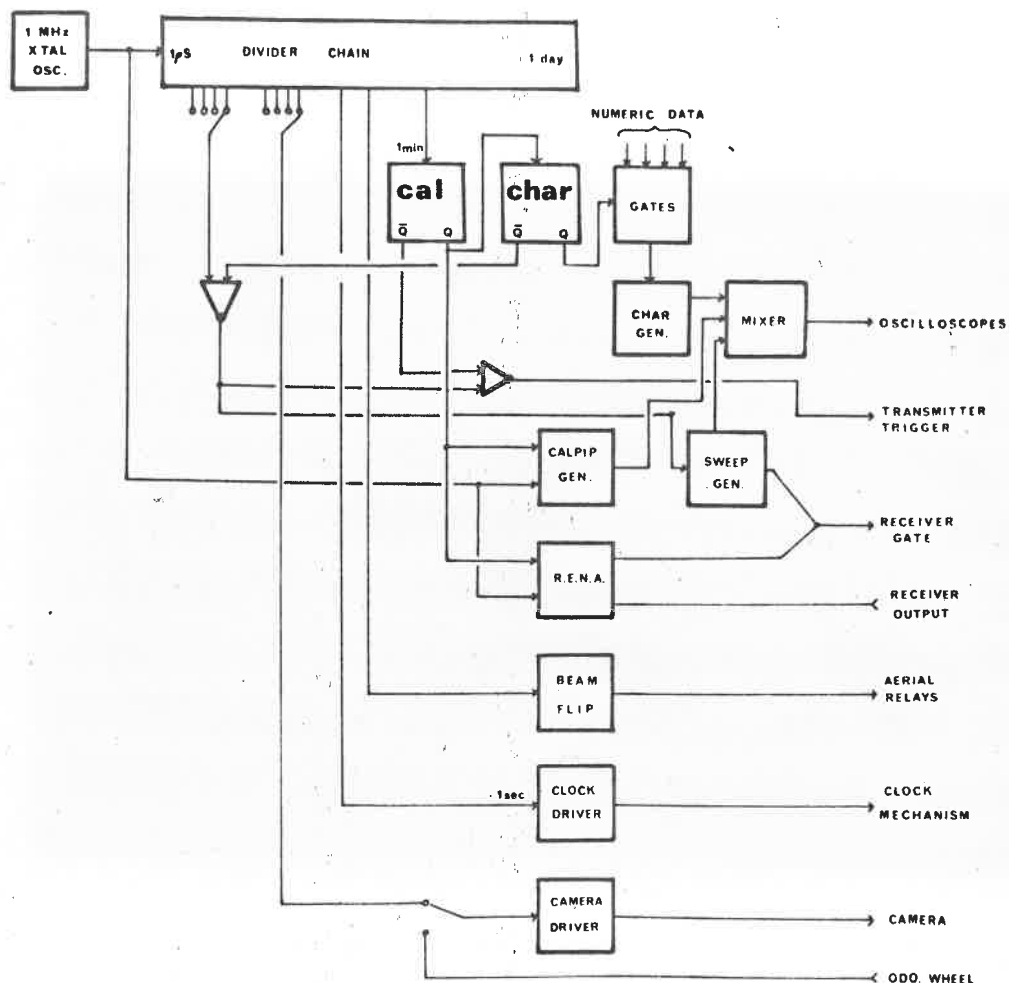 1 MHz
XTAL
OSC.
1µS DIVIDER CHAIN 1 day
NUMERIC DATA
1min
cal
Q̅ Q
char
Q̅ Q
GATES
CHAR
GEN.
MIXER
OSCILLOSCOPES
TRANSMITTER
TRIGGER
CALPIP
GEN.
SWEEP
GEN.
RECEIVER
GATE
R.E.N.A.
RECEIVER
OUTPUT
BEAM
FLIP
AERIAL
RELAYS
1sec
CLOCK
DRIVER
CLOCK
MECHANISM
CAMERA
DRIVER
CAMERA
ODO. WHEEL